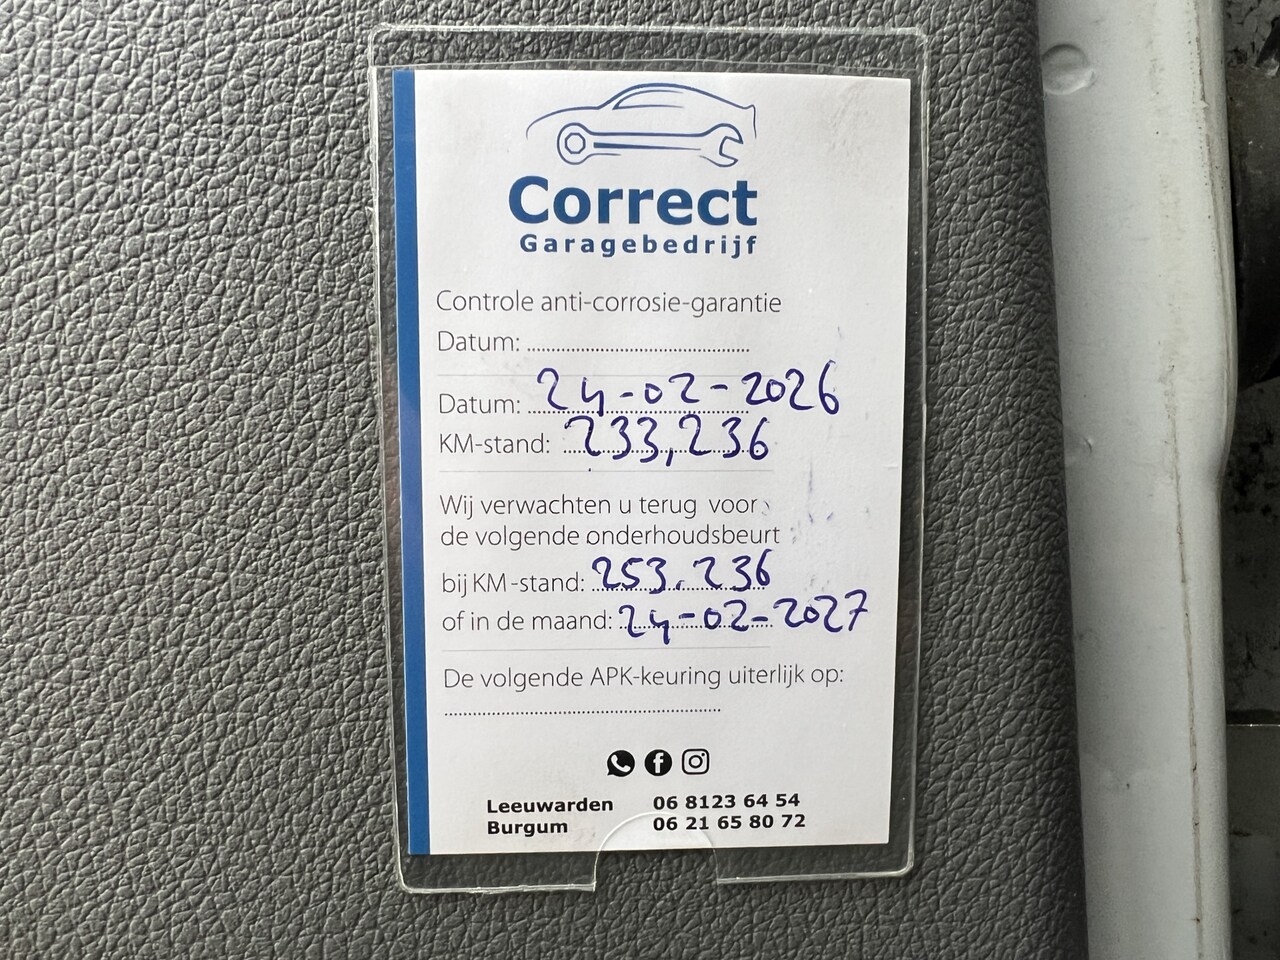 Correct
Garagebedrijf
Controle anti-corrosie-garantie
Datum: ............................................
Datum: 24-02-2026
KM-stand: 233,236
Wij verwachten u terug voor
de volgende onderhoudsbeurt
bij KM-stand: 253.236
of in de maand: 24-02-2027
De volgende APK-keuring uiterlijk op:
.......................................................
Leeuwarden 06 8123 64 54
Burgum 06 21 65 80 72